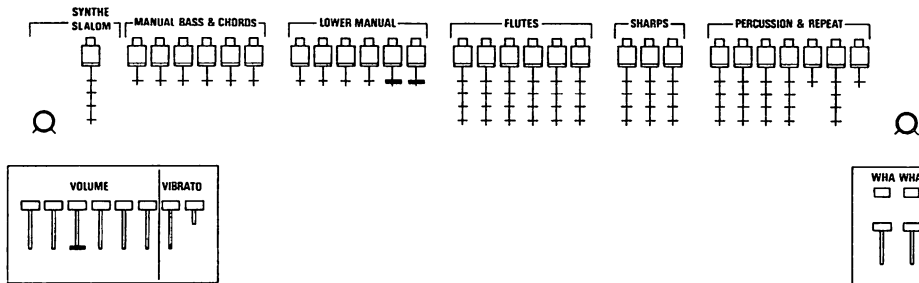 SYNTHE
SLALOM
MANUAL BASS & CHORDS
LOWER MANUAL
FLUTES
SHARPS
PERCUSSION & REPEAT
VOLUME
VIBRATO
WHA WHA